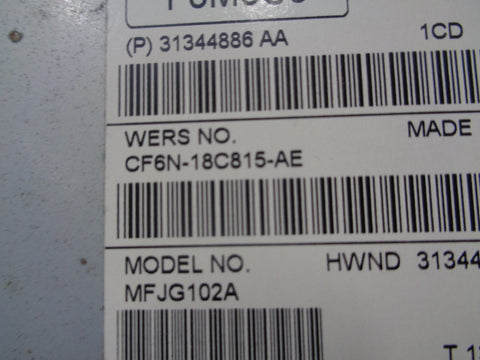 (P) 31344886 AA 1CD
WERS NO. MADE
CF6N-18C815-AE
MODEL NO. HWND 31344
MFJG102A